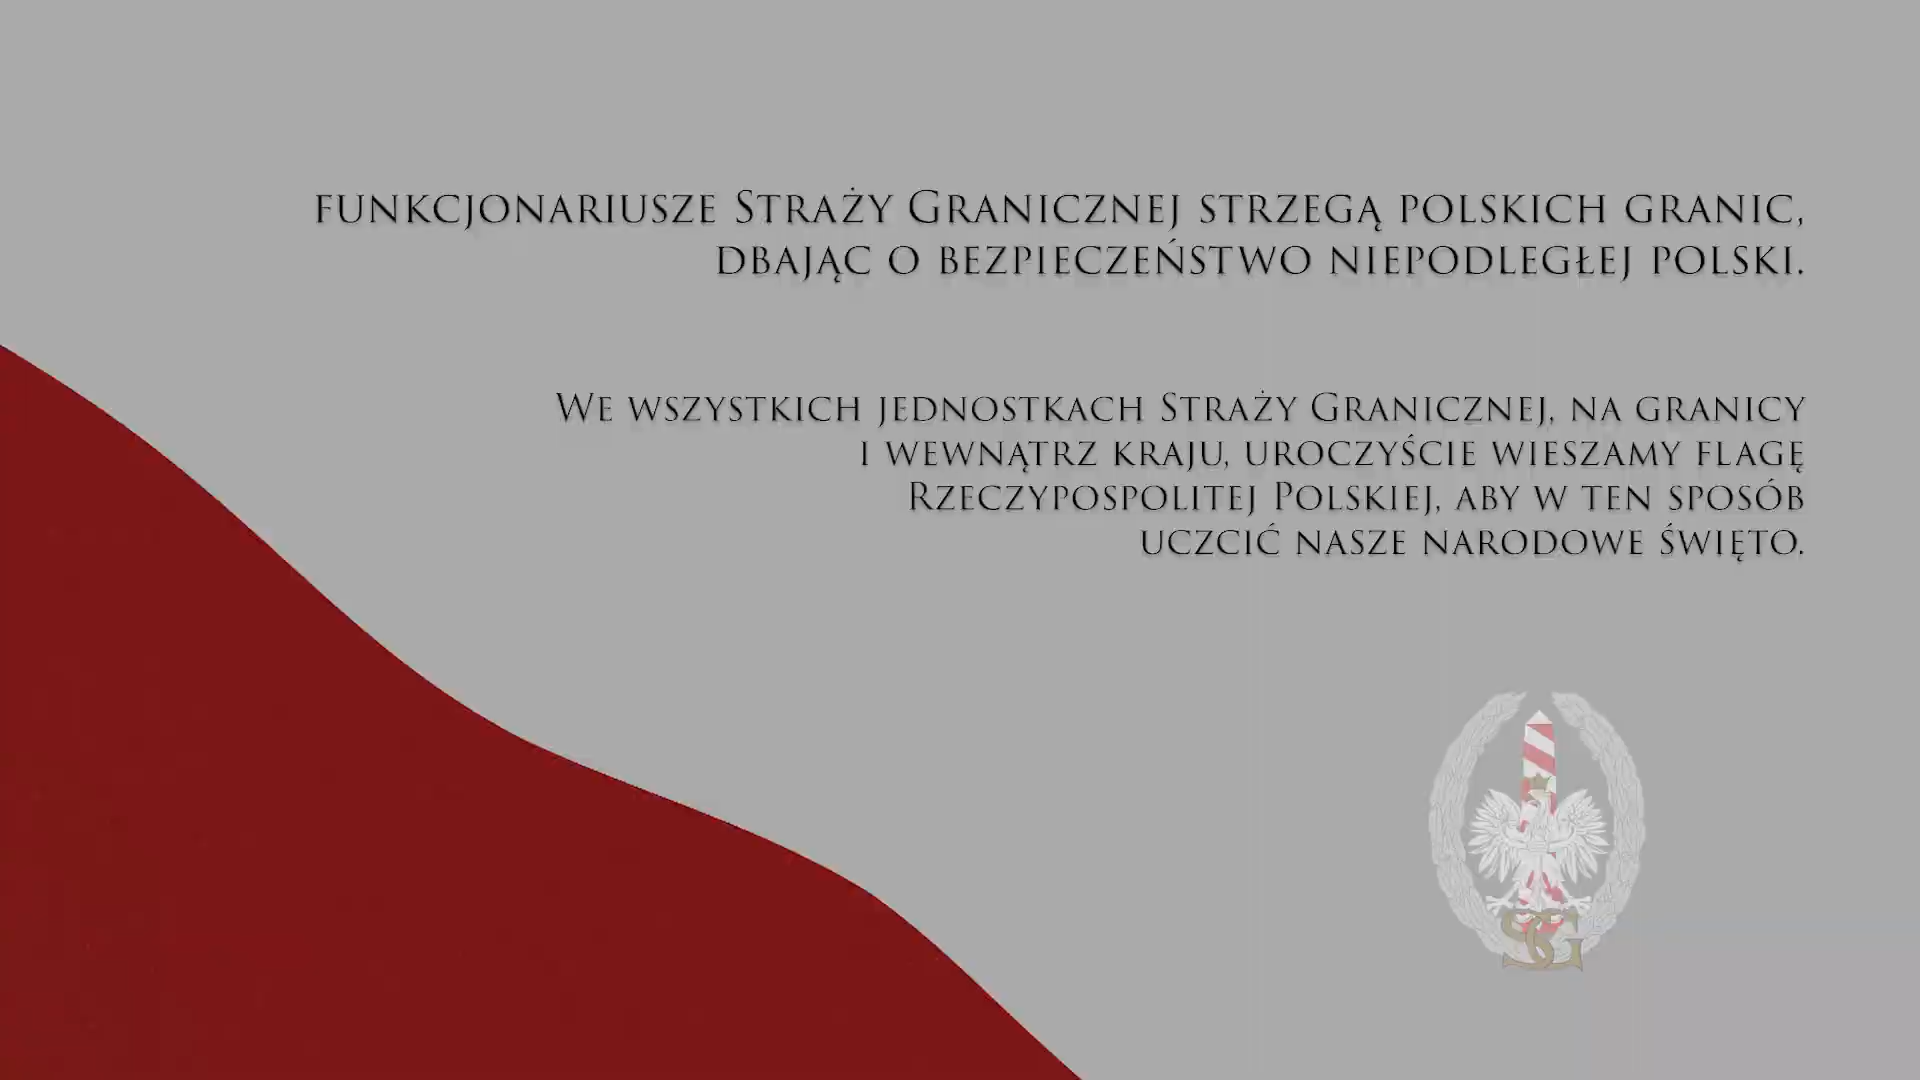 funkcjonariusze Straży Granicznej strzegą polskich granic,
dbając o bezpieczeństwo niepodległej polski.
We wszystkich jednostkach Straży Granicznej, na granicy
i wewnątrz kraju, uroczyście wieszamy flagę
Rzeczypospolitej Polskiej, aby w ten sposób
uczcić nasze narodowe święto.
SG